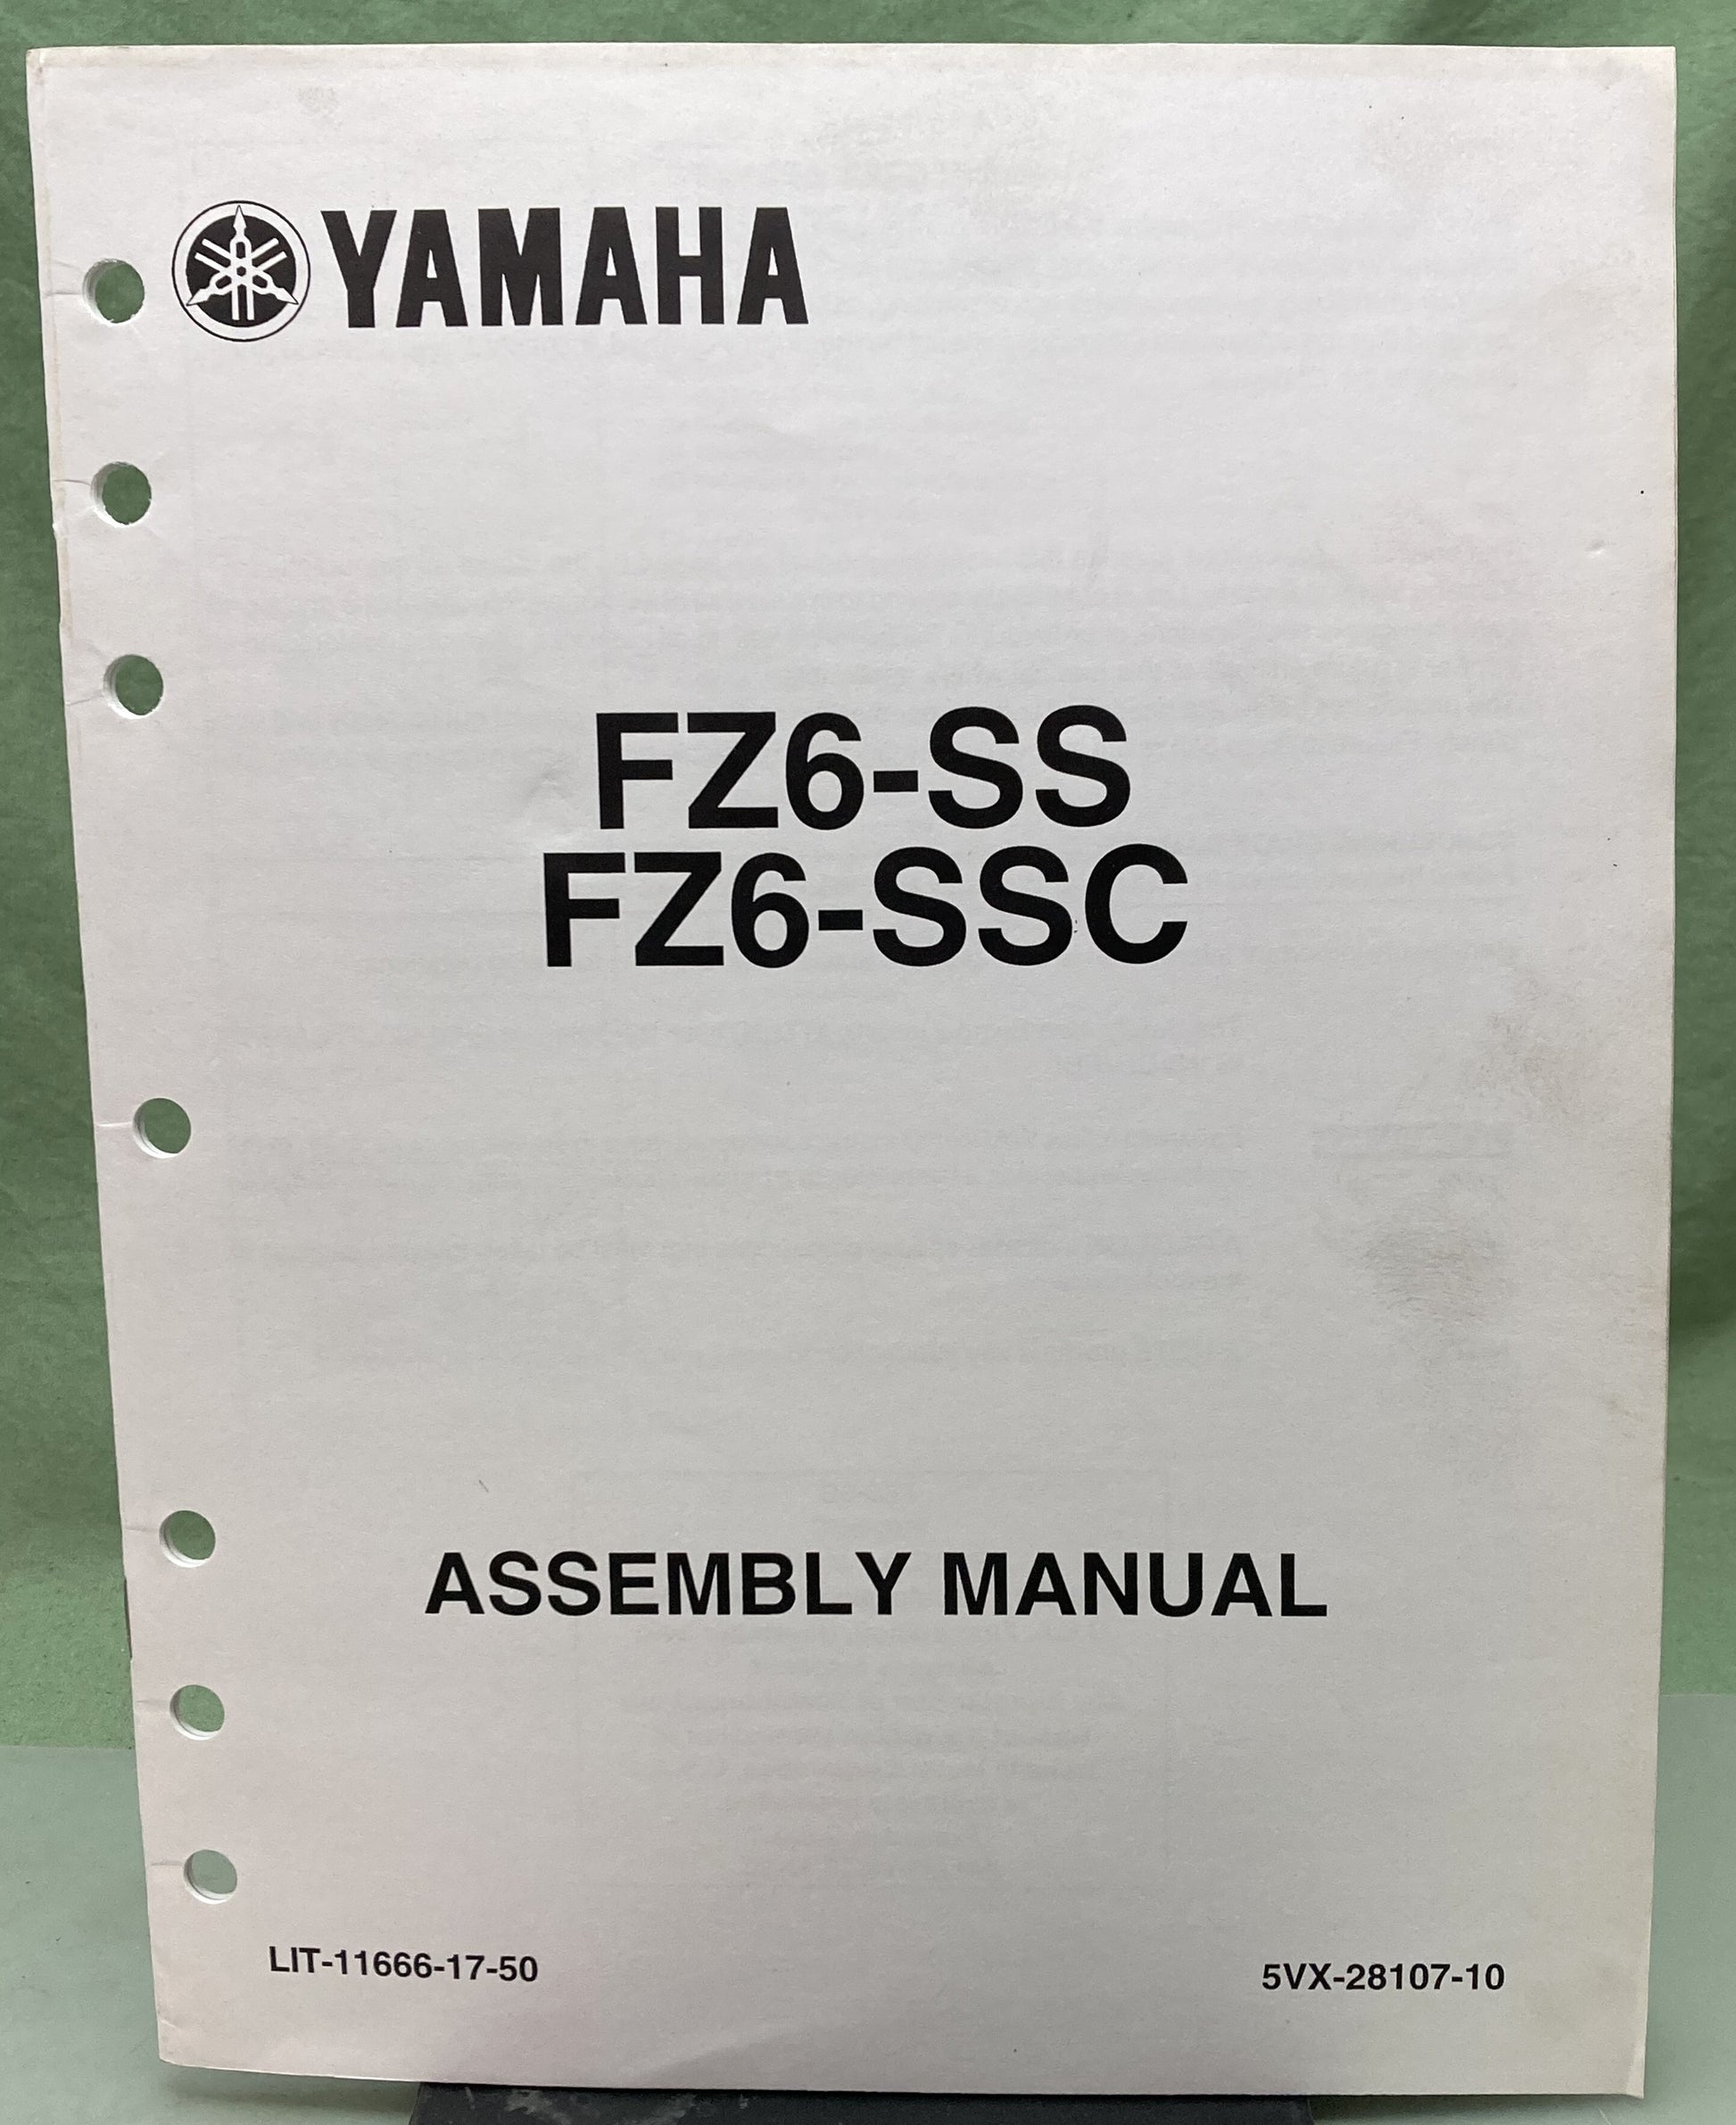 YAMAHA
FZ6-SS
FZ6-SSC
ASSEMBLY MANUAL
LIT-11666-17-50
5VX-28107-10